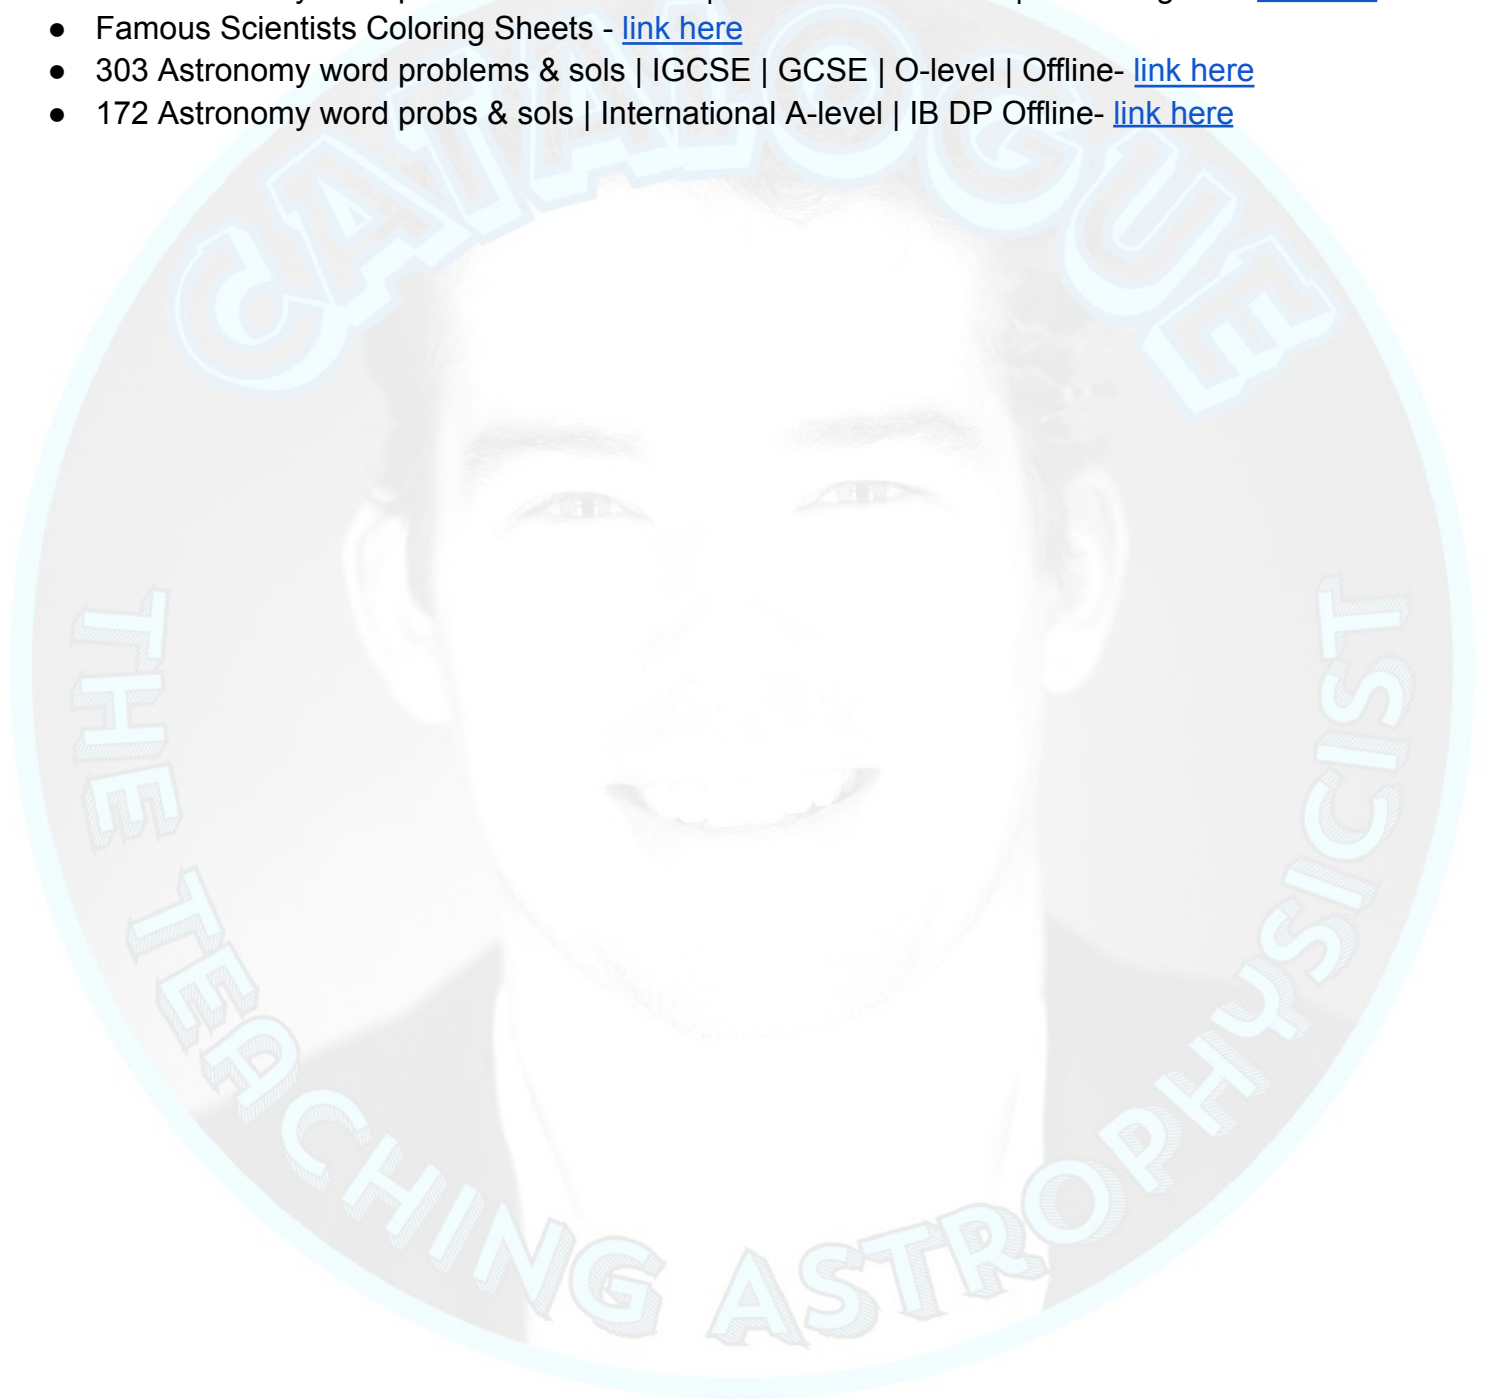 ● Famous Scientists Coloring Sheets - link here
● 303 Astronomy word problems & sols | IGCSE | GCSE | O-level | Offline- link here
● 172 Astronomy word probs & sols | International A-level | IB DP Offline- link here
CATALOGUE
THE TEACHING ASTROPHYSICIST